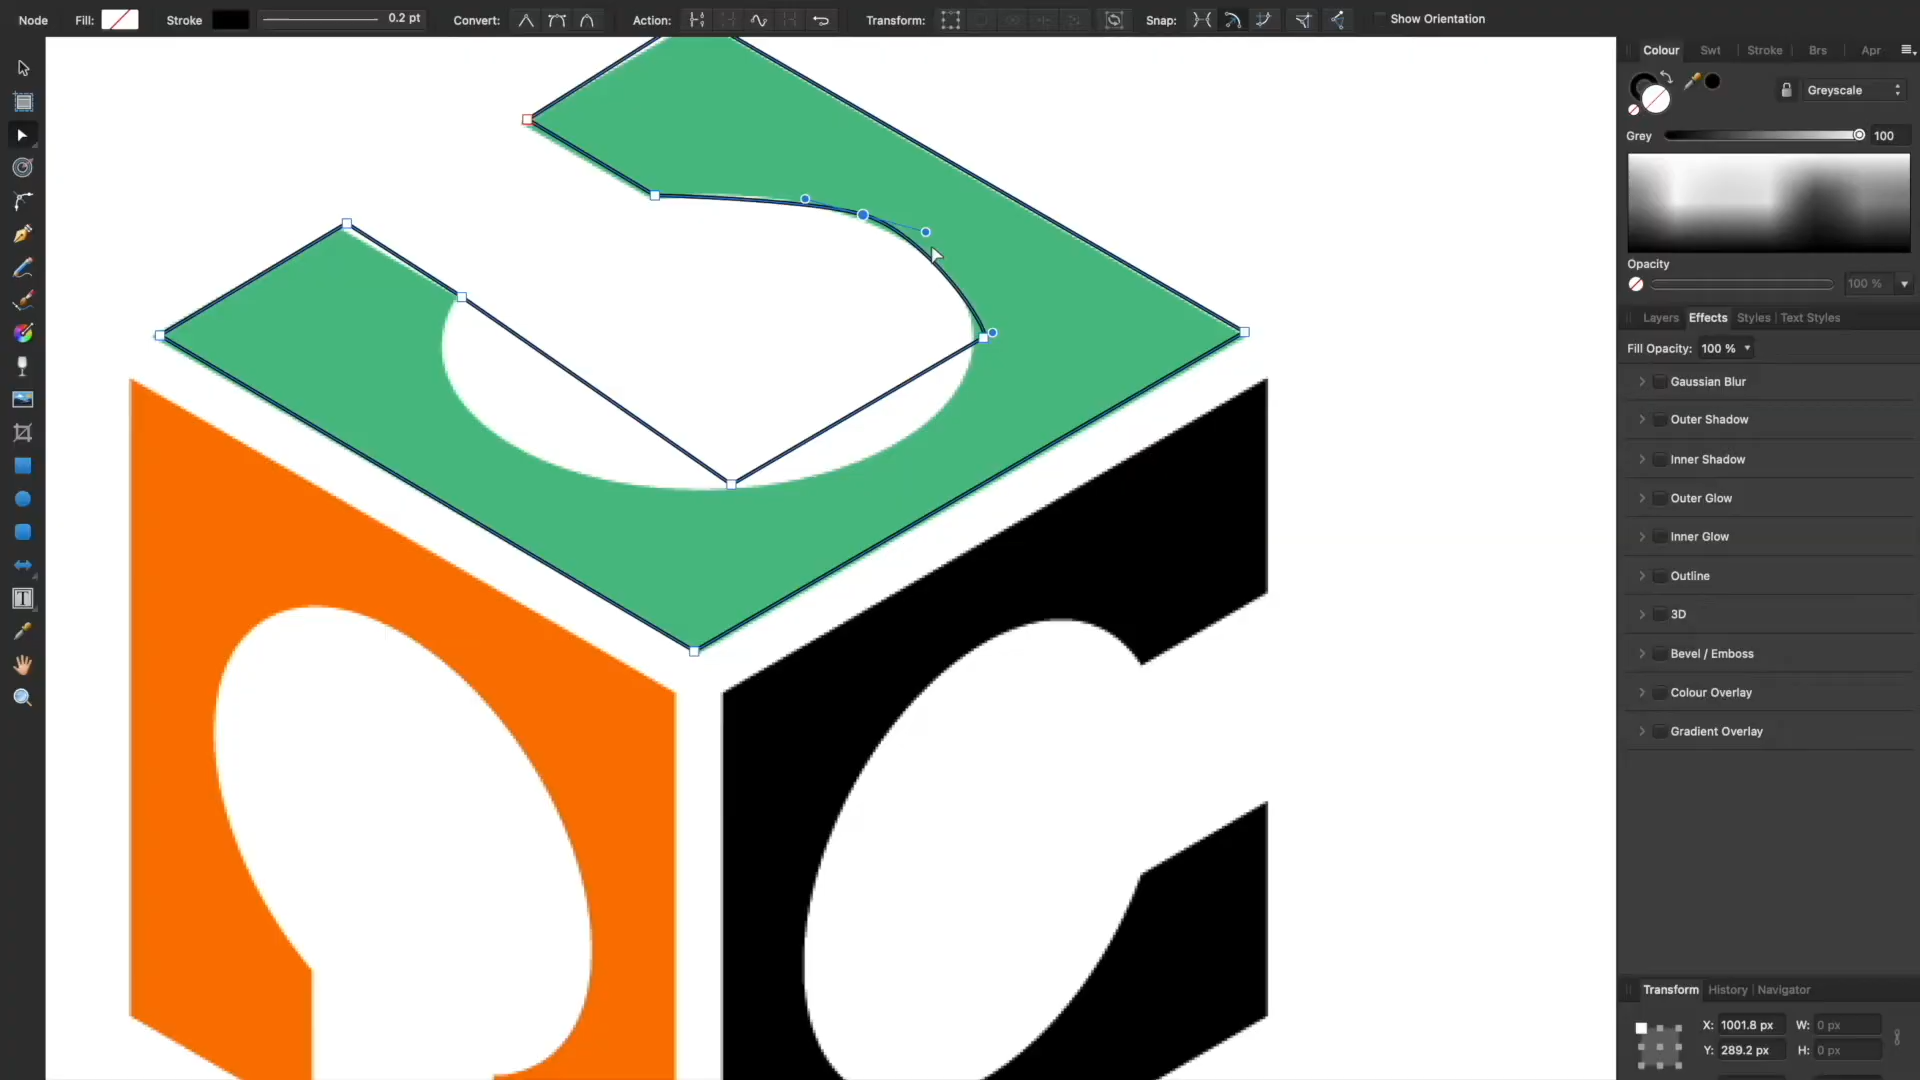 Node Fill: Stroke 0.2 pt Convert: Action: Transform: Snap: Show Orientation
Colour Swt Stroke Brs Apr
Greyscale
Grey 100
Opacity
100 %
Layers Effects Styles Text Styles
Fill Opacity: 100 %
Gaussian Blur
Outer Shadow
Inner Shadow
Outer Glow
Inner Glow
Outline
3D
Bevel / Emboss
Colour Overlay
Gradient Overlay
Transform History Navigator
X: 1001.8 px W: 0 px
Y: 289.2 px H: 0 px